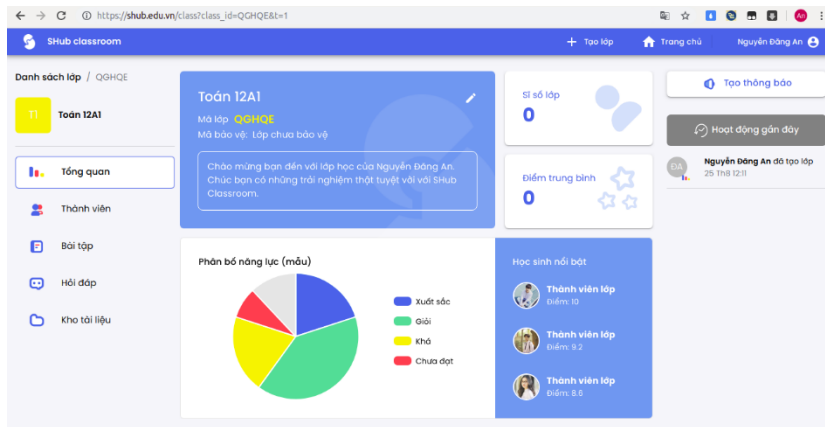 https://shub.edu.vn/class?class_id=QGHQE&t=1
An
SHub classroom
Tạo lớp
Trang chủ
Nguyễn Đăng An
Danh sách lớp / QGHQE
T1
Toán 12A1
Tổng quan
Thành viên
Bài tập
Hỏi đáp
Kho tài liệu
Toán 12A1
Mã lớp QGHQE
Mã bảo vệ: Lớp chưa bảo vệ
Chào mừng bạn đến với lớp học của Nguyễn Đăng An.
Chúc bạn có những trải nghiệm thật tuyệt vời với SHub
Classroom.
Sĩ số lớp
0
Điểm trung bình
0
Tạo thông báo
Hoạt động gần đây
ĐA
Nguyễn Đăng An đã tạo lớp
25 Th8 12:11
Phân bố năng lực (mẫu)
Xuất sắc
Giỏi
Khá
Chưa đạt
Học sinh nổi bật
Thành viên lớp
Điểm: 10
Thành viên lớp
Điểm: 9.2
Thành viên lớp
Điểm: 8.6